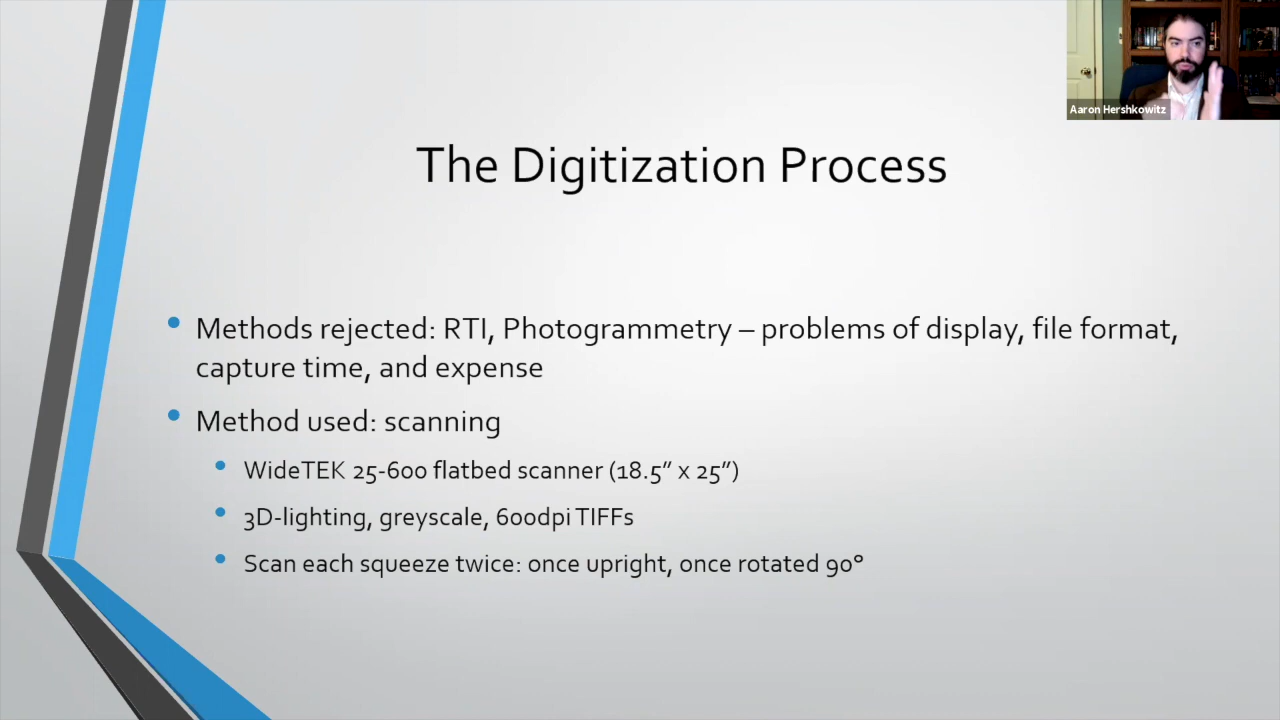 Aaron Hershkowitz
The Digitization Process
Methods rejected: RTI, Photogrammetry – problems of display, file format,
capture time, and expense
Method used: scanning
WideTEK 25-600 flatbed scanner (18.5” x 25”)
3D-lighting, greyscale, 600dpi TIFFs
Scan each squeeze twice: once upright, once rotated 90°